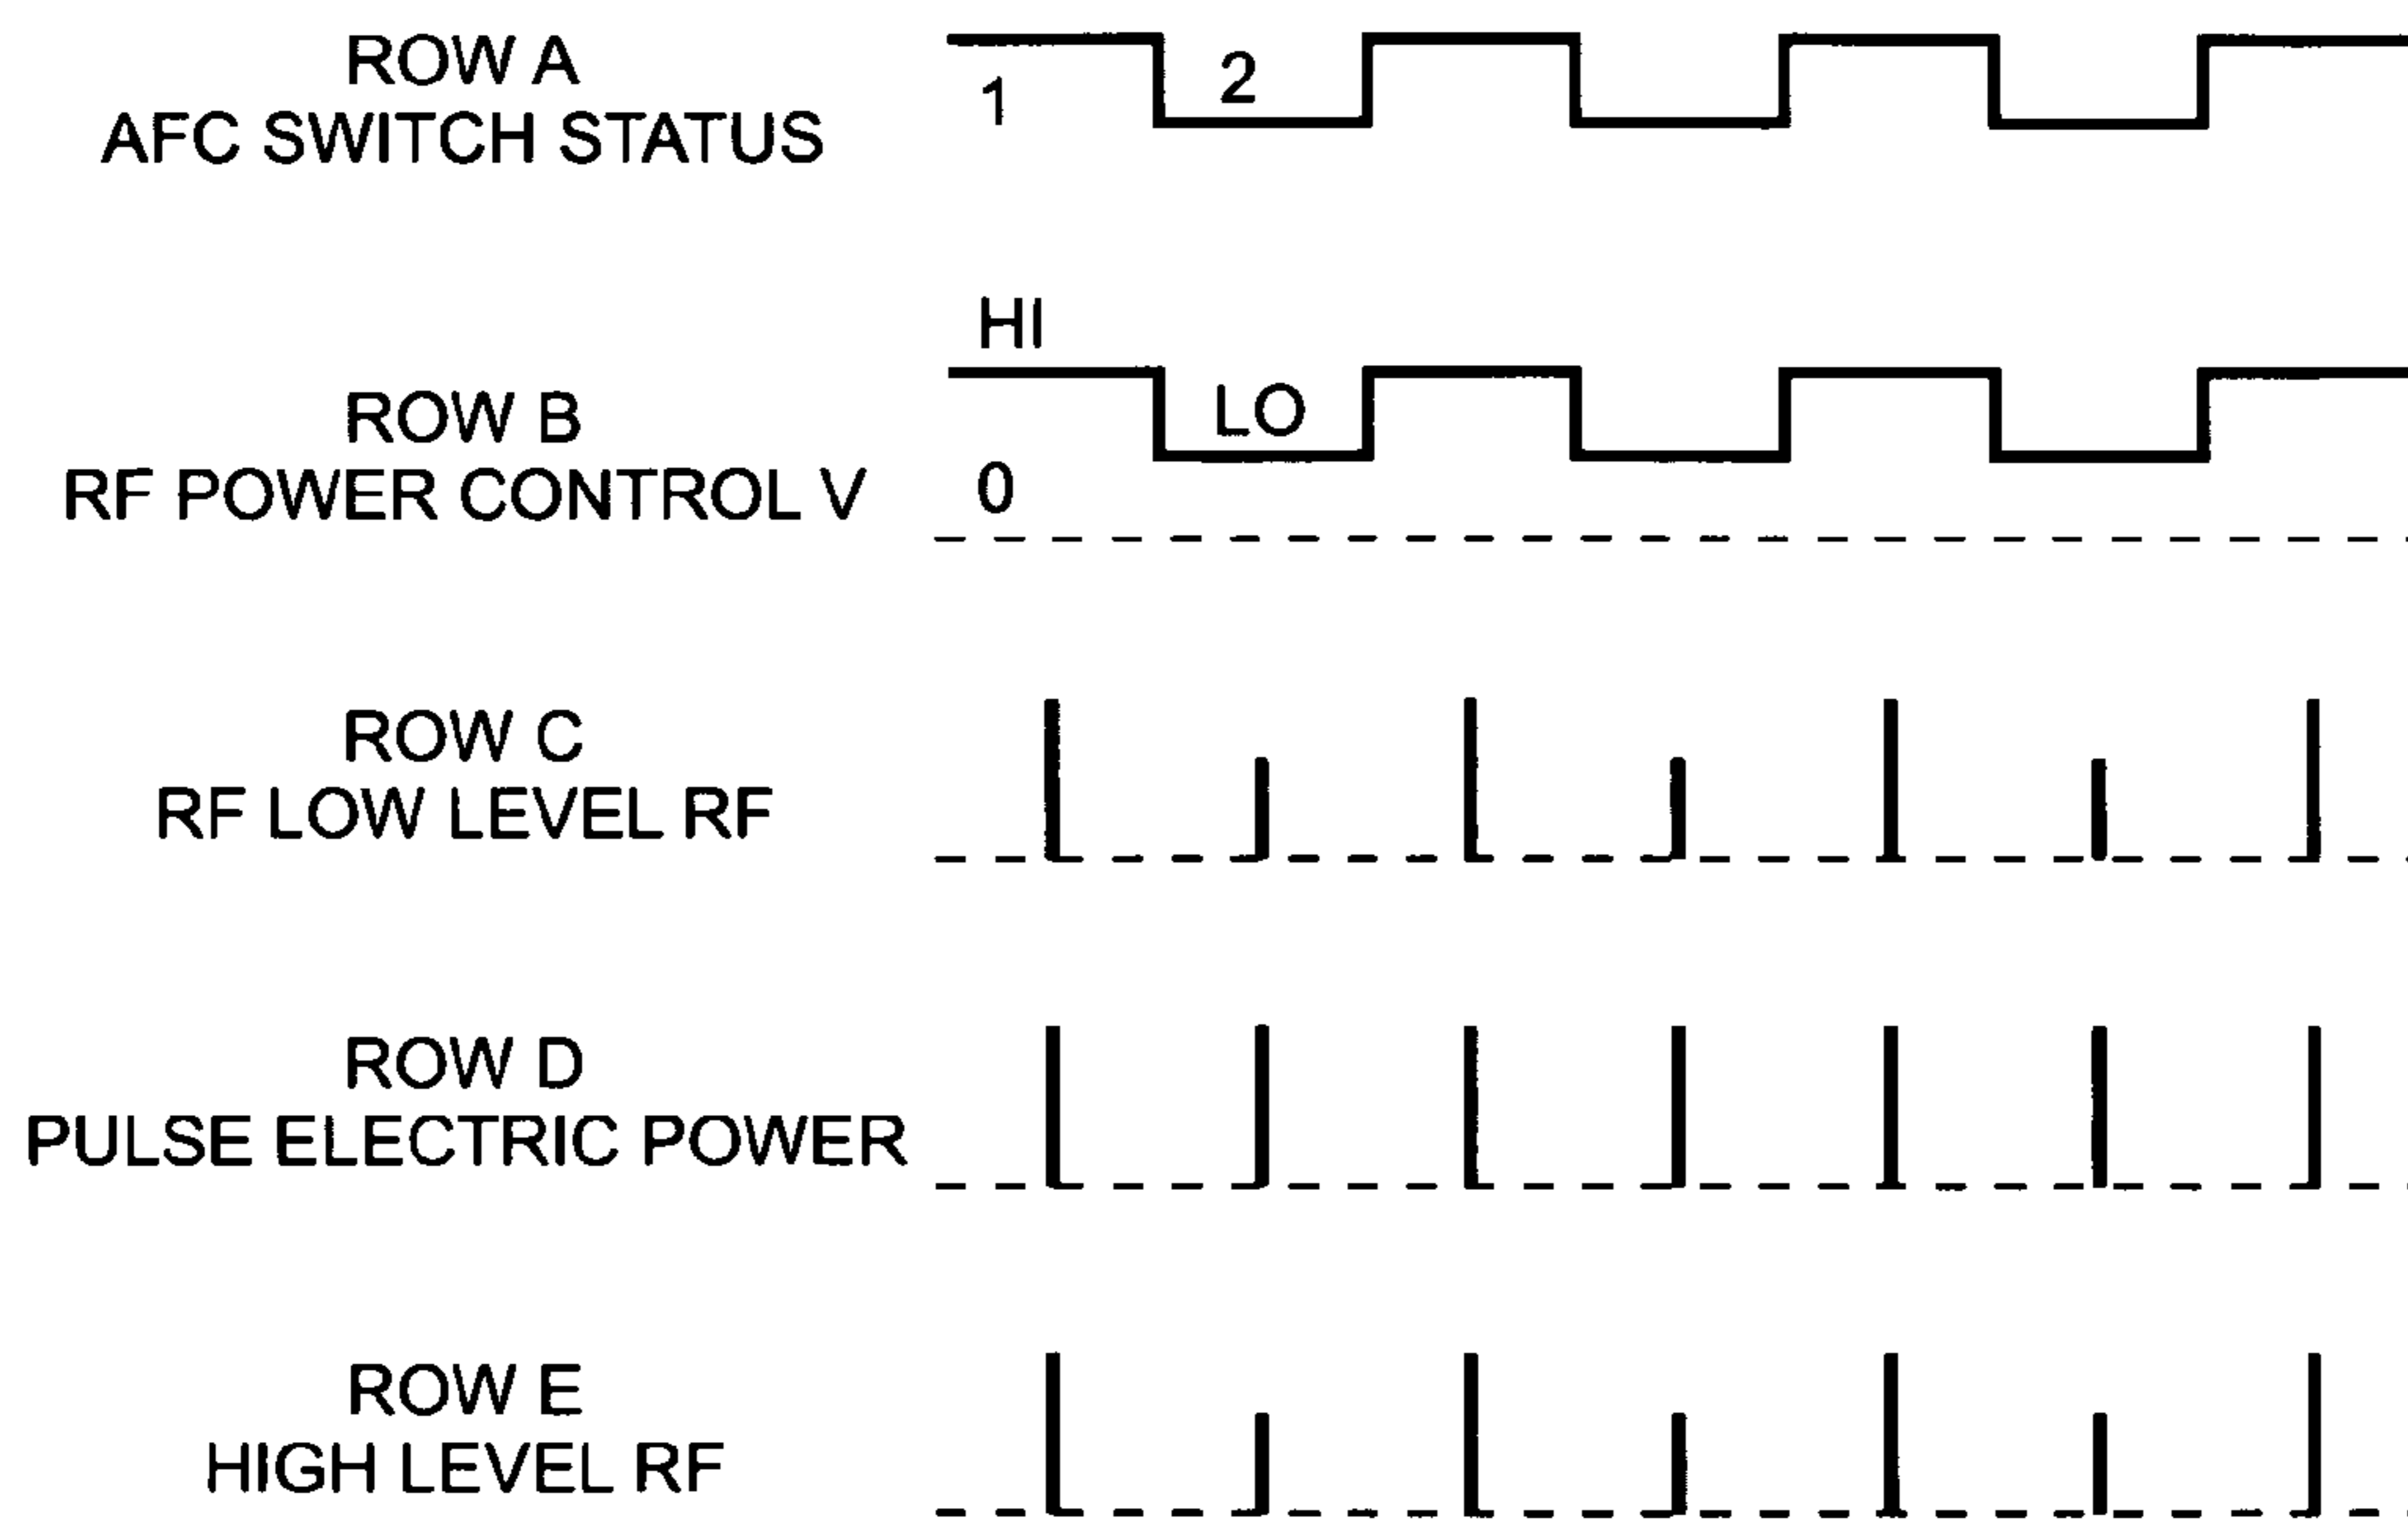 ROW A
AFC SWITCH STATUS
1
2
HI
LO
ROW B
RF POWER CONTROL V
0
ROW C
RF LOW LEVEL RF
ROW D
PULSE ELECTRIC POWER
ROW E
HIGH LEVEL RF